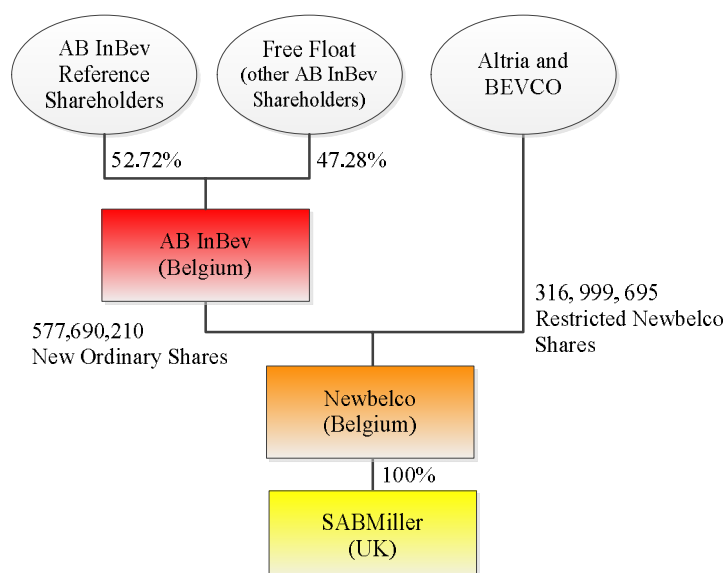 AB InBev
Reference
Shareholders
Free Float
(other AB InBev
Shareholders)
Altria and
BEVCO
52.72%
47.28%
AB InBev
(Belgium)
577,690,210
New Ordinary Shares
316, 999, 695
Restricted Newbelco
Shares
Newbelco
(Belgium)
100%
SABMiller
(UK)